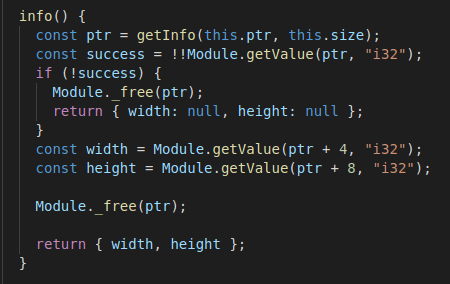 info() {
  const ptr = getInfo(this.ptr, this.size);
  const success = !!Module.getValue(ptr, "i32");
  if (!success) {
    Module._free(ptr);
    return { width: null, height: null };
  }
  const width = Module.getValue(ptr + 4, "i32");
  const height = Module.getValue(ptr + 8, "i32");

  Module._free(ptr);

  return { width, height };
}